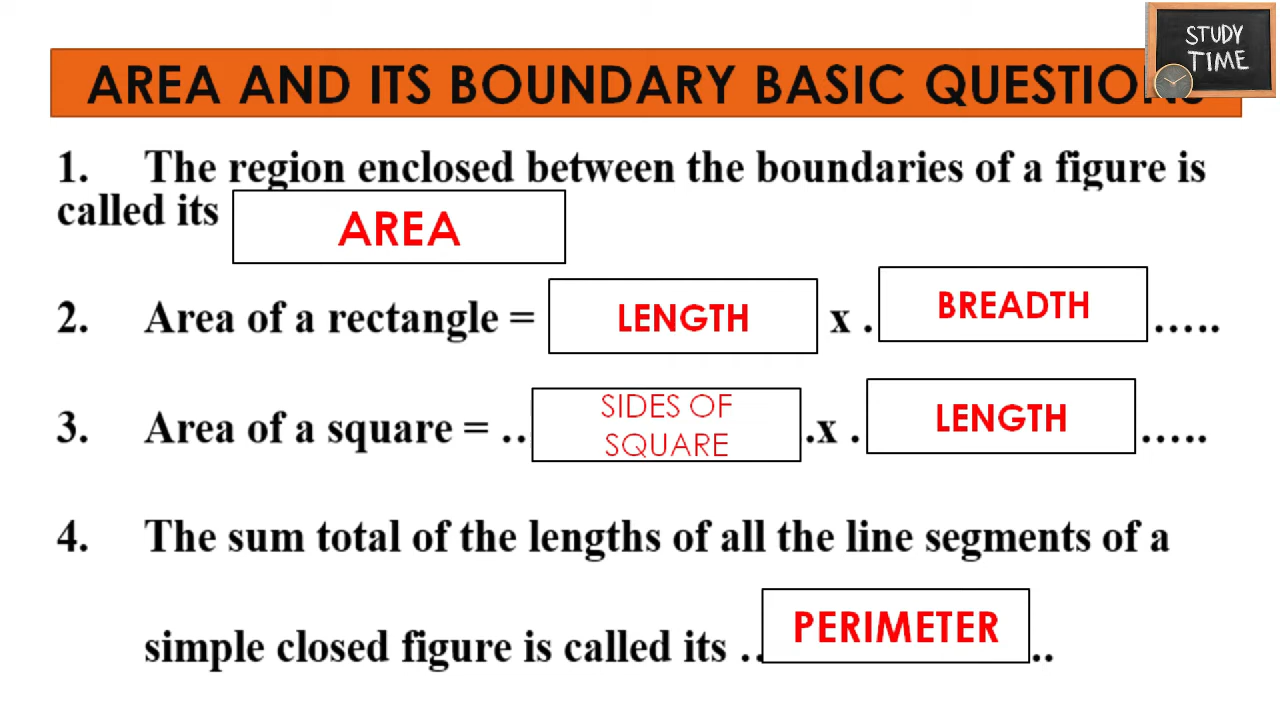 STUDY
TIME
AREA AND ITS BOUNDARY BASIC QUESTIONS
1. The region enclosed between the boundaries of a figure is
called its AREA
2. Area of a rectangle = LENGTH x . BREADTH …..
3. Area of a square = .. SIDES OF
SQUARE .x . LENGTH …..
4. The sum total of the lengths of all the line segments of a
simple closed figure is called its .. PERIMETER ..